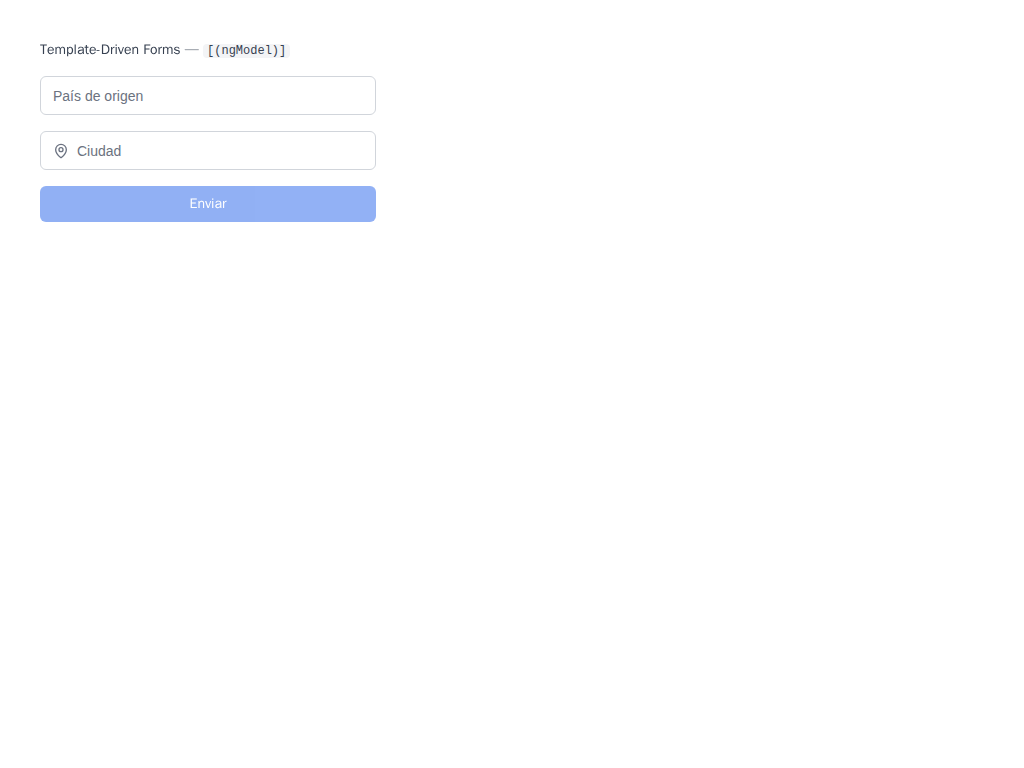 Template-Driven Forms — [(ngModel)]
País de origen
Ciudad
Enviar